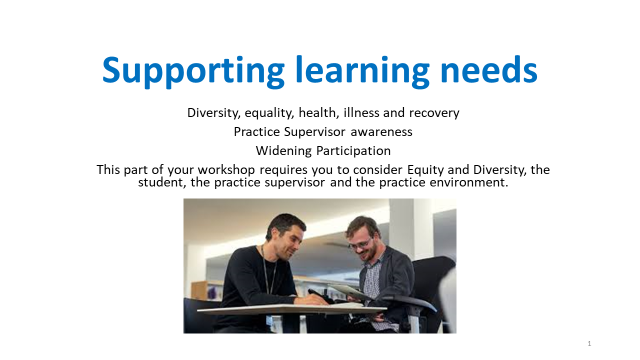 Supporting learning needs
Diversity, equality, health, illness and recovery
Practice Supervisor awareness
Widening Participation
This part of your workshop requires you to consider Equity and Diversity, the
student, the practice supervisor and the practice environment.
1